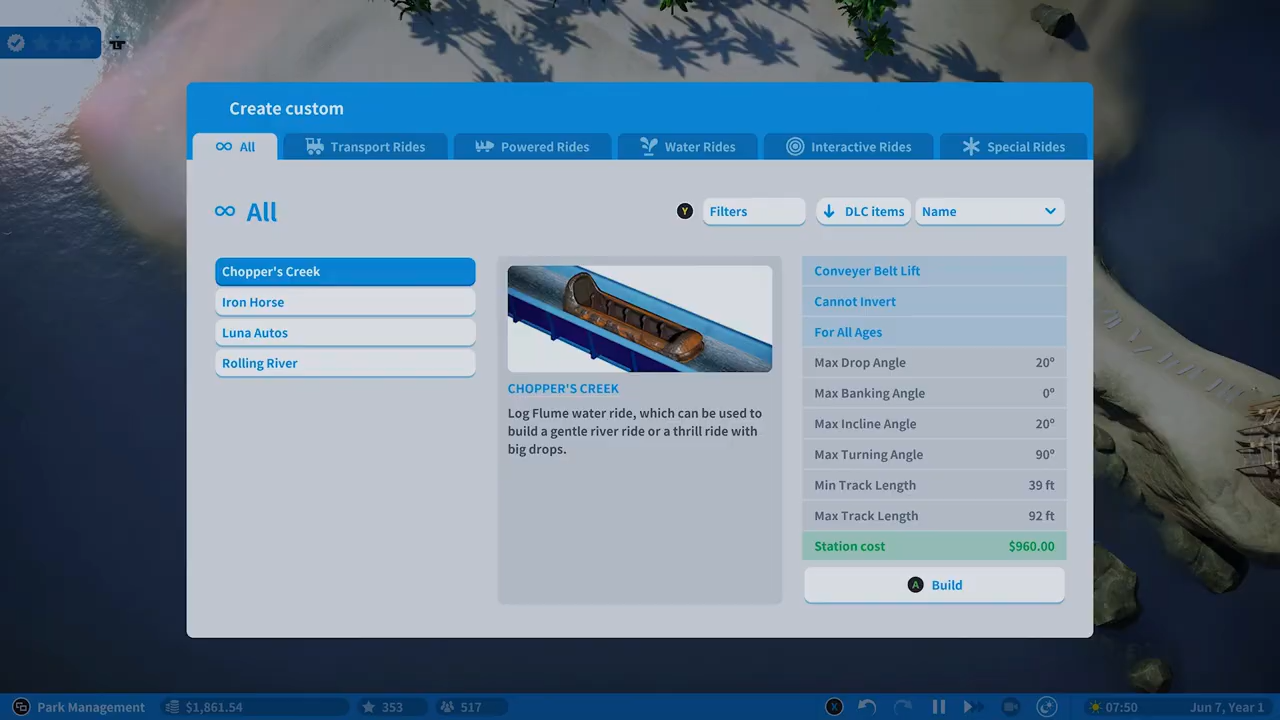 Create custom
All
Transport Rides
Powered Rides
Water Rides
Interactive Rides
Special Rides
All
Y
Filters
DLC items
Name
Chopper's Creek
Iron Horse
Luna Autos
Rolling River
CHOPPER'S CREEK
Log Flume water ride, which can be used to
build a gentle river ride or a thrill ride with
big drops.
Conveyer Belt Lift
Cannot Invert
For All Ages
Max Drop Angle 20°
Max Banking Angle 0°
Max Incline Angle 20°
Max Turning Angle 90°
Min Track Length 39 ft
Max Track Length 92 ft
Station cost $960.00
A Build
Park Management $1,861.54 353 517 X 07:50 Jun 7, Year 1